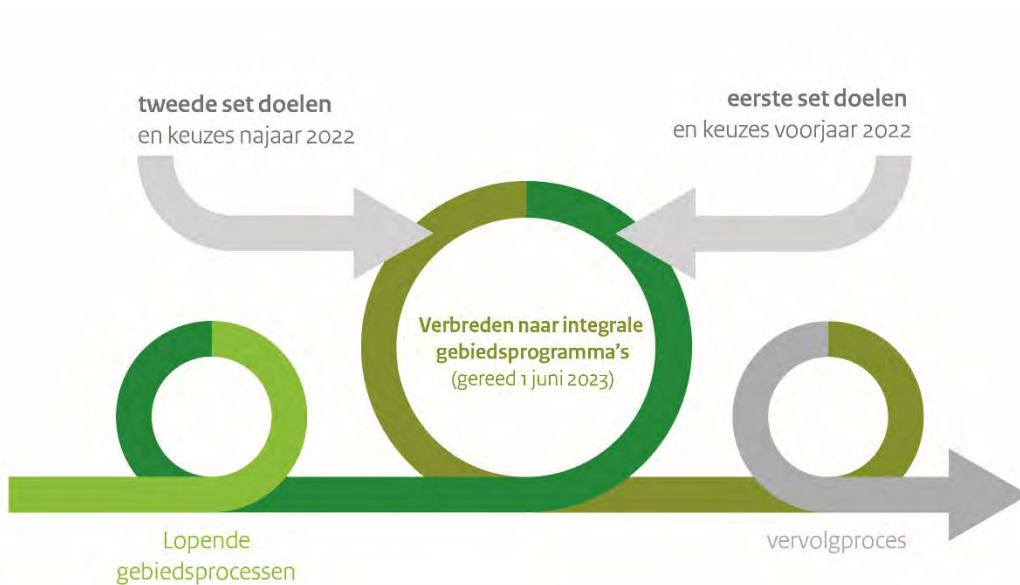 tweede set doelen
en keuzes najaar 2022
eerste set doelen
en keuzes voorjaar 2022
Verbreden naar integrale
gebiedsprogramma's
(gereed 1 juni 2023)
Lopende
gebiedsprocessen
vervolgproces